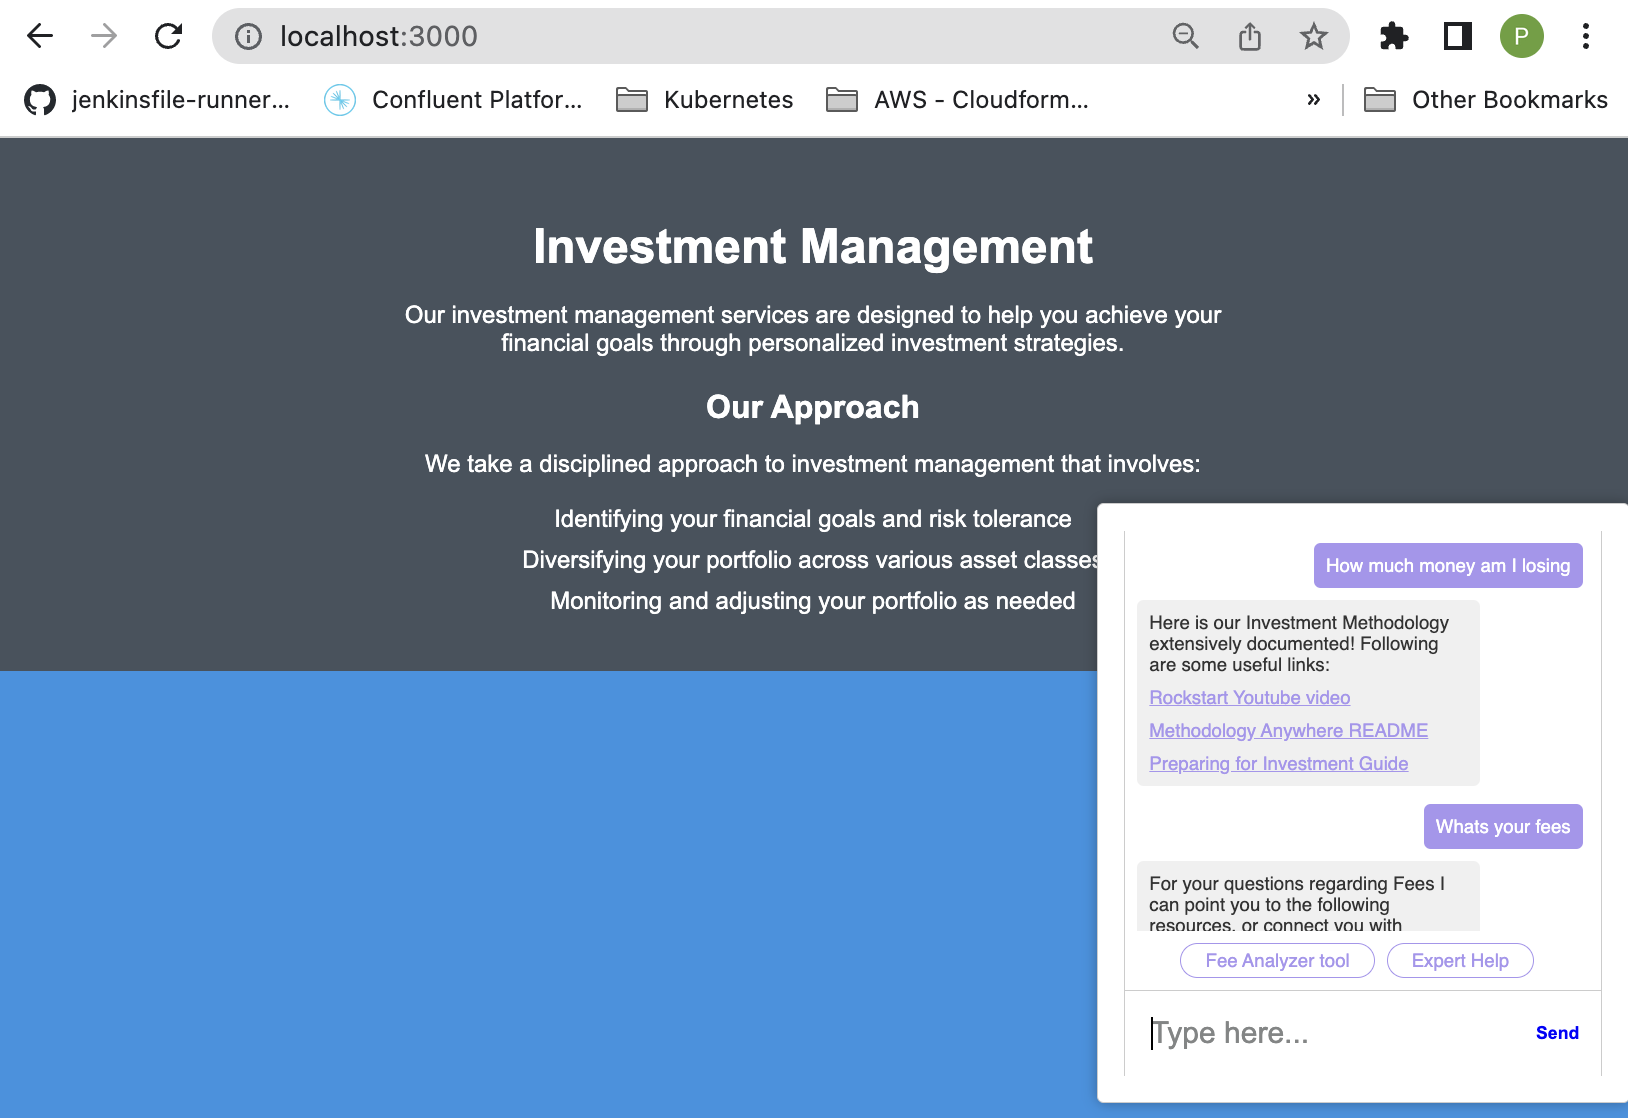 localhost:3000
P
jenkinsfile-runner...
Confluent Platfor...
Kubernetes
AWS - Cloudform...
»
Other Bookmarks
Investment Management
Our investment management services are designed to help you achieve your
financial goals through personalized investment strategies.
Our Approach
We take a disciplined approach to investment management that involves:
Identifying your financial goals and risk tolerance
Diversifying your portfolio across various asset classes
Monitoring and adjusting your portfolio as needed
How much money am I losing
Here is our Investment Methodology
extensively documented! Following
are some useful links:
Rockstart Youtube video
Methodology Anywhere README
Preparing for Investment Guide
Whats your fees
For your questions regarding Fees I
can point you to the following
resources, or connect you with
Fee Analyzer tool
Expert Help
Type here...
Send